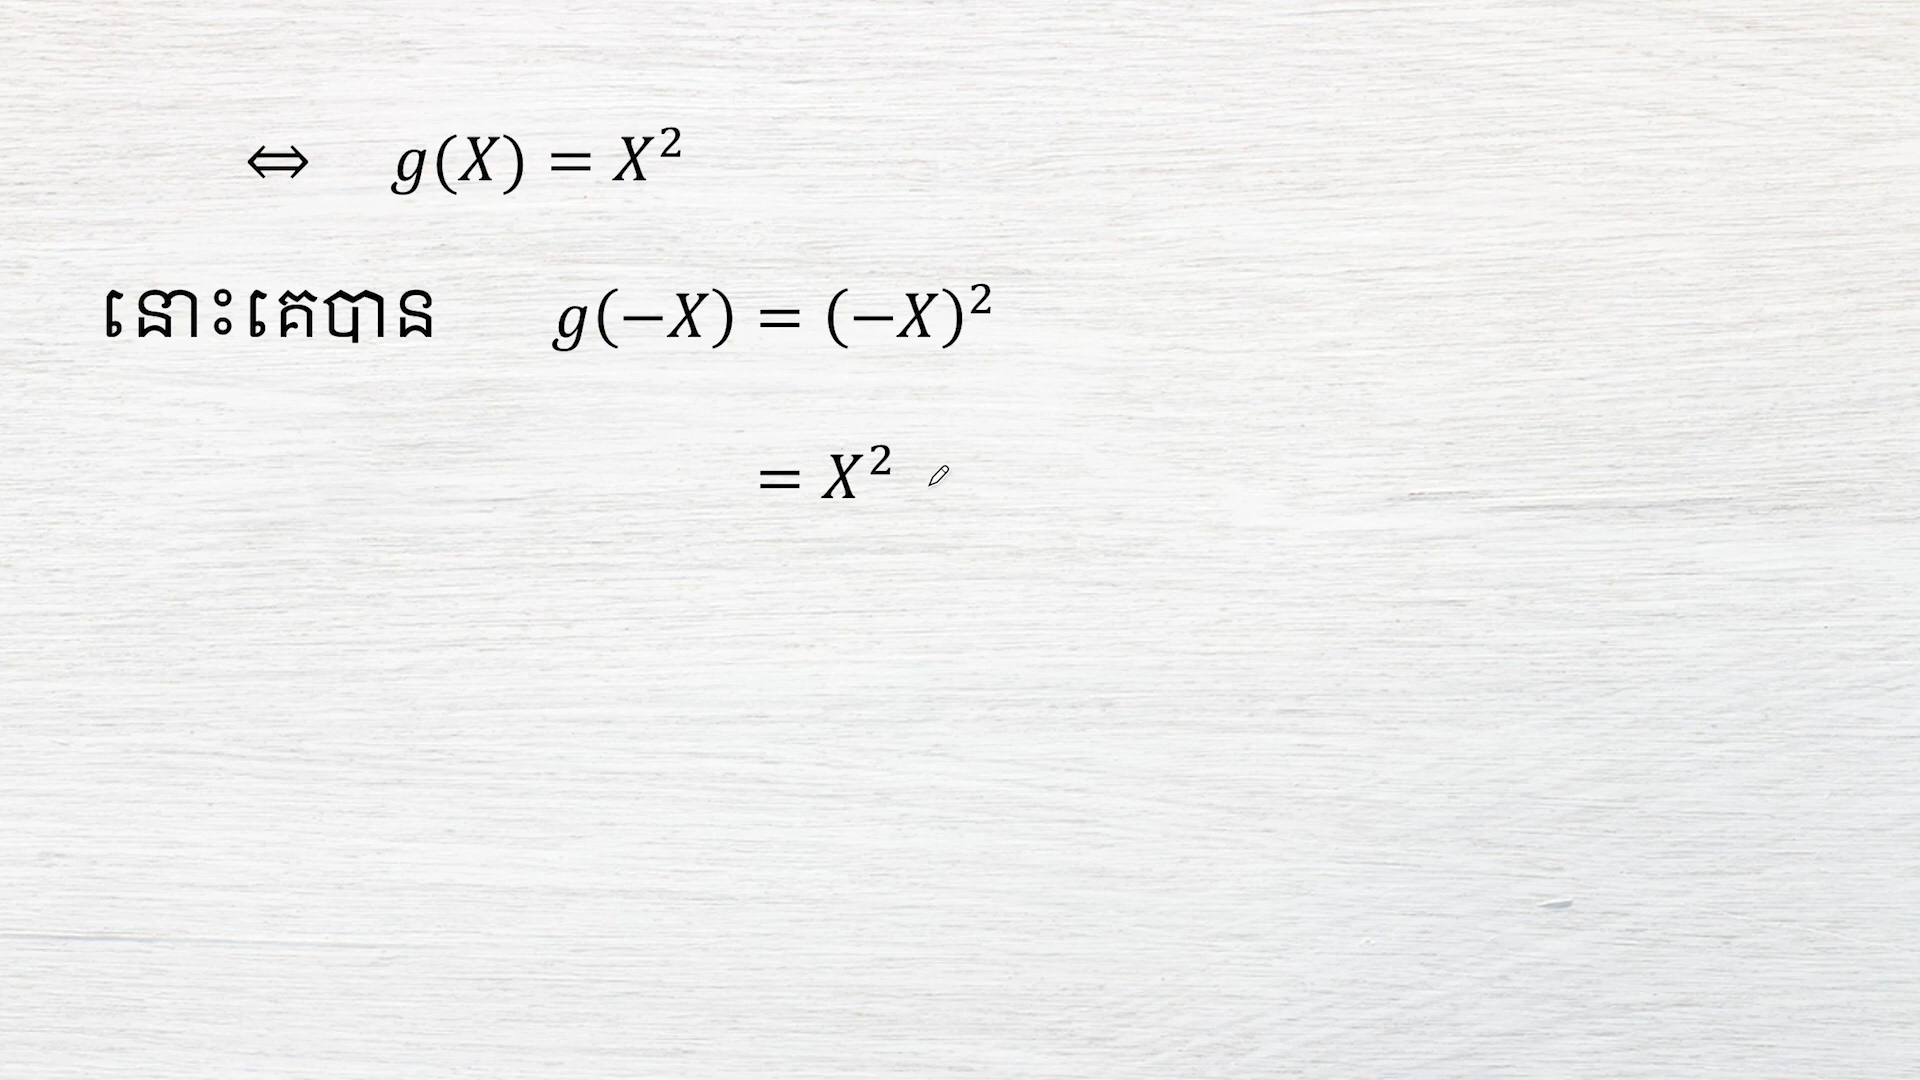 ⇔ g(X) = X²
នោះគេបាន g(−X) = (−X)²
= X²